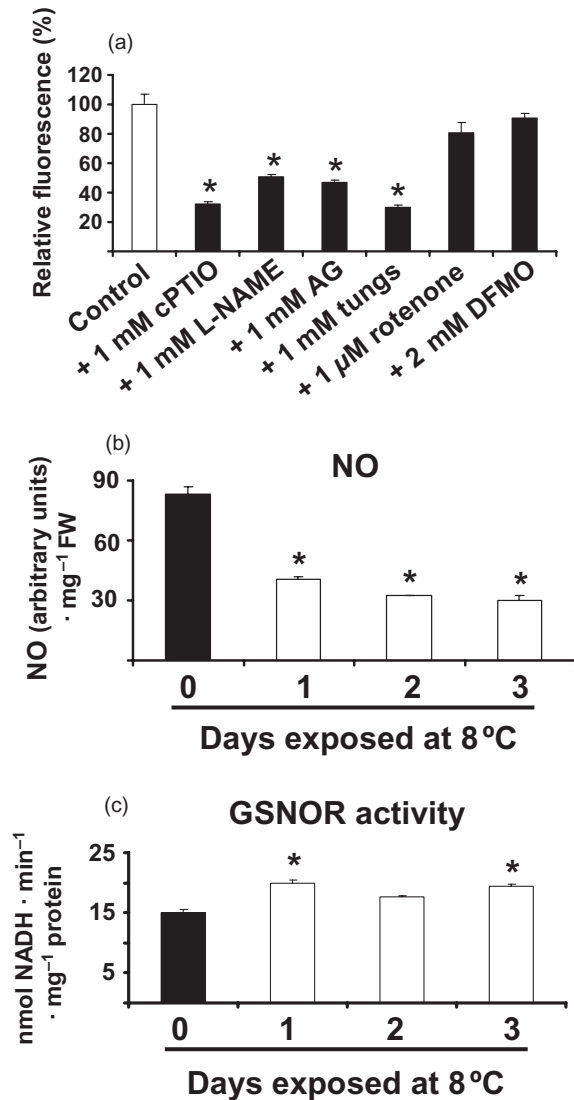 (a)
Relative fluorescence (%)
120
100
80
60
40
20
*
*
*
*
Control
+ 1 mM cPTIO
+ 1 mM L-NAME
+ 1 mM AG
+ 1 mM tungs
+ 1 µM rotenone
+ 2 mM DFMO
(b)
NO
NO (arbitrary units)
· mg⁻¹ FW
90
60
30
*
*
*
0 1 2 3
Days exposed at 8 ºC
(c)
GSNOR activity
nmol NADH · min⁻¹
· mg⁻¹ protein
25
15
5
*
*
0 1 2 3
Days exposed at 8 ºC